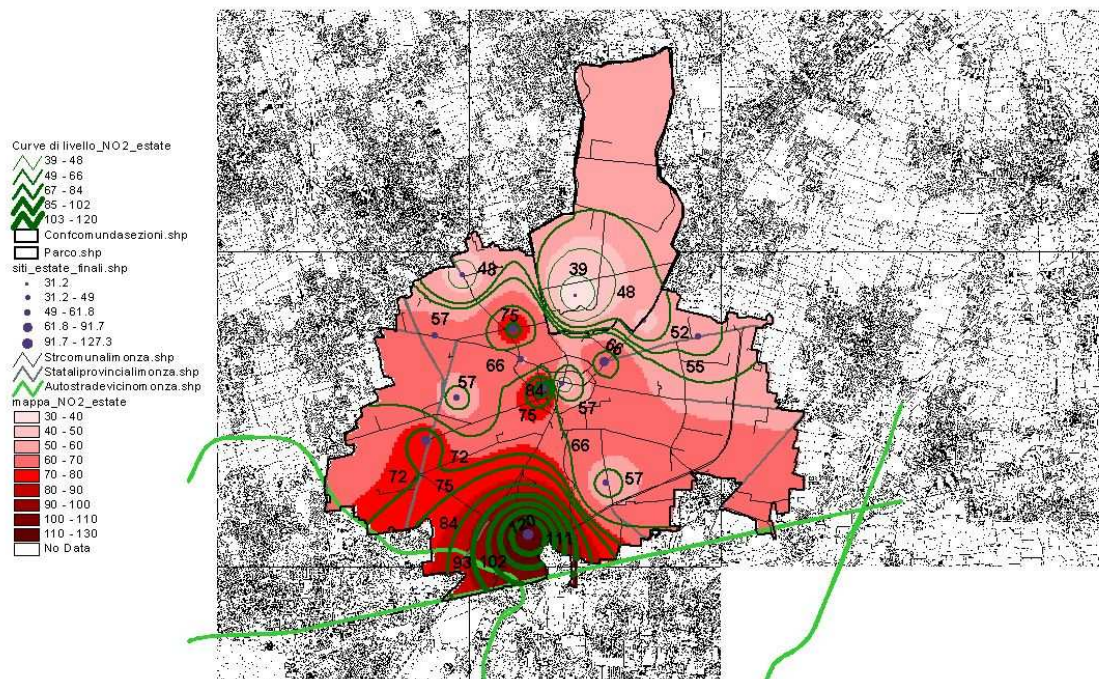 Curve di livello_NO2_estate
39 - 48
49 - 66
67 - 84
85 - 102
103 - 120
Confcomundasezioni.shp
Parco.shp
siti_estate_finali.shp
31.2
31.2 - 49
49 - 61.8
61.8 - 91.7
91.7 - 127.3
Strcomunalimonza.shp
Stataliprovincialimonza.shp
Autostradevicinomonza.shp
mappa_NO2_estate
30 - 40
40 - 50
50 - 60
60 - 70
70 - 80
80 - 90
90 - 100
100 - 110
110 - 130
No Data
48
39
48
57
75
52
66
66
55
57
84
57
75
66
72
72
57
75
84
120
111
93
102